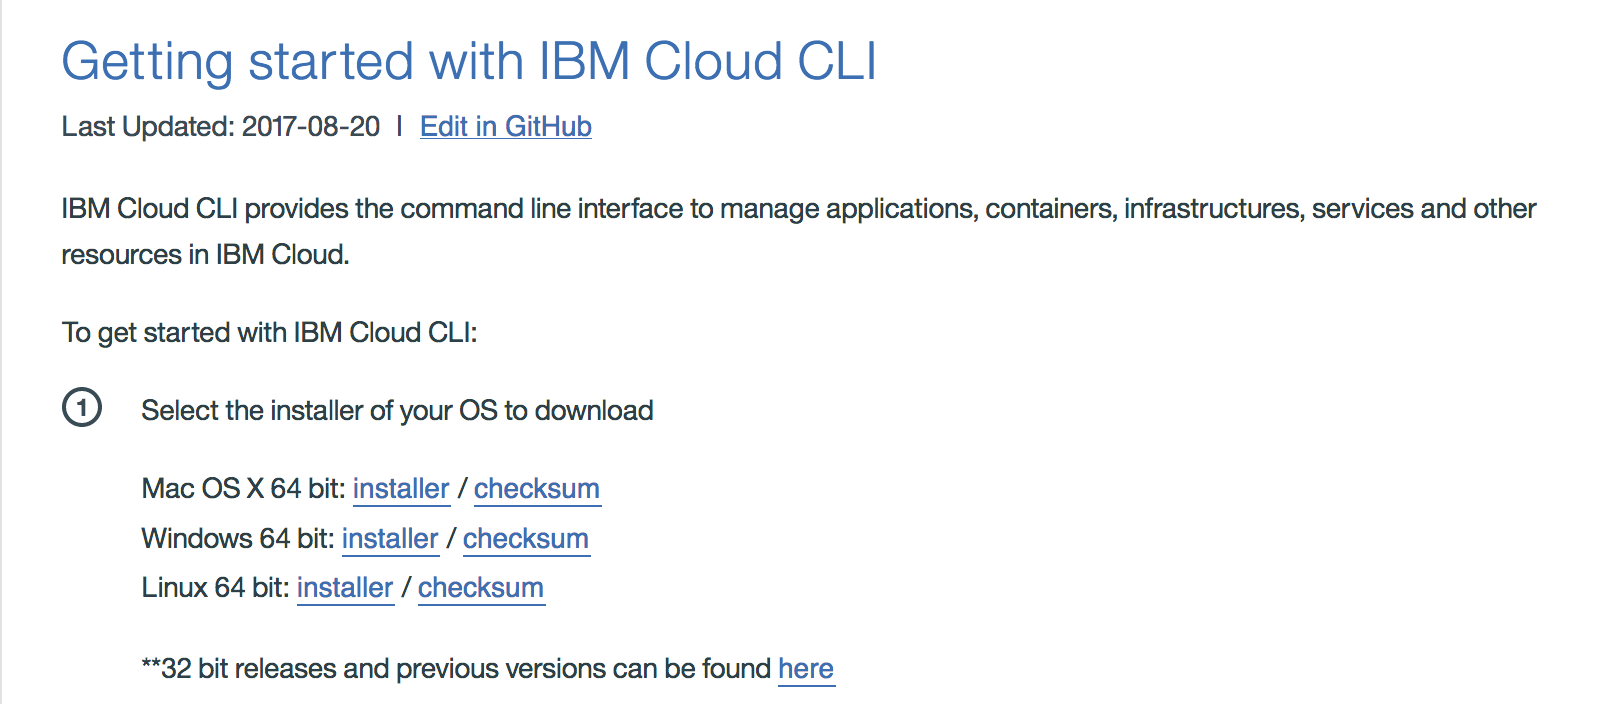 Getting started with IBM Cloud CLI
Last Updated: 2017-08-20 | Edit in GitHub
IBM Cloud CLI provides the command line interface to manage applications, containers, infrastructures, services and other
resources in IBM Cloud.
To get started with IBM Cloud CLI:
1 Select the installer of your OS to download
Mac OS X 64 bit: installer / checksum
Windows 64 bit: installer / checksum
Linux 64 bit: installer / checksum
**32 bit releases and previous versions can be found here